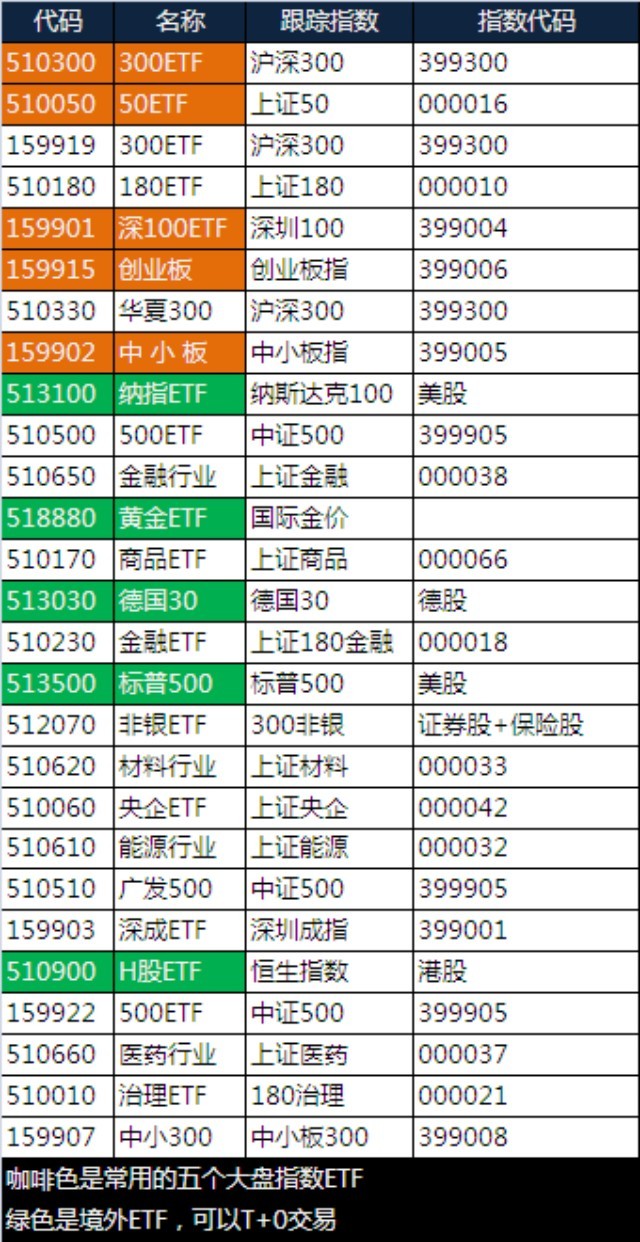 代码 名称 跟踪指数 指数代码
510300 300ETF 沪深300 399300
510050 50ETF 上证50 000016
159919 300ETF 沪深300 399300
510180 180ETF 上证180 000010
159901 深100ETF 深圳100 399004
159915 创业板 创业板指 399006
510330 华夏300 沪深300 399300
159902 中 小 板 中小板指 399005
513100 纳指ETF 纳斯达克100 美股
510500 500ETF 中证500 399905
510650 金融行业 上证金融 000038
518880 黄金ETF 国际金价
510170 商品ETF 上证商品 000066
513030 德国30 德国30 德股
510230 金融ETF 上证180金融 000018
513500 标普500 标普500 美股
512070 非银ETF 300非银 证券股+保险股
510620 材料行业 上证材料 000033
510060 央企ETF 上证央企 000042
510610 能源行业 上证能源 000032
510510 广发500 中证500 399905
159903 深成ETF 深圳成指 399001
510900 H股ETF 恒生指数 港股
159922 500ETF 中证500 399905
510660 医药行业 上证医药 000037
510010 治理ETF 180治理 000021
159907 中小300 中小板300 399008
咖啡色是常用的五个大盘指数ETF
绿色是境外ETF，可以T+0交易